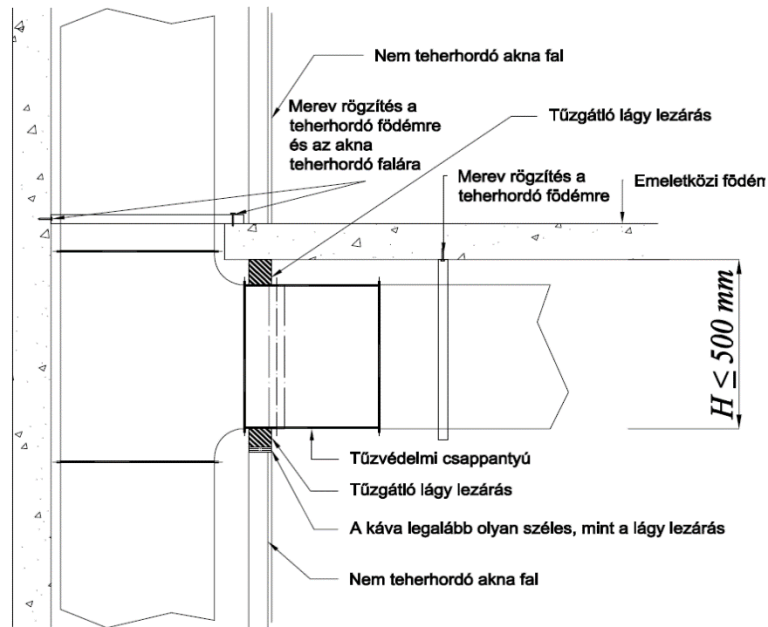 Nem teherhordó akna fal
Merev rögzítés a
teherhordó födémre
és az akna
teherhordó falára
Tűzgátló lágy lezárás
Merev rögzítés a
teherhordó födémre
Emeletközi födém
H ≤ 500 mm
Tűzvédelmi csappantyú
Tűzgátló lágy lezárás
A káva legalább olyan széles, mint a lágy lezárás
Nem teherhordó akna fal